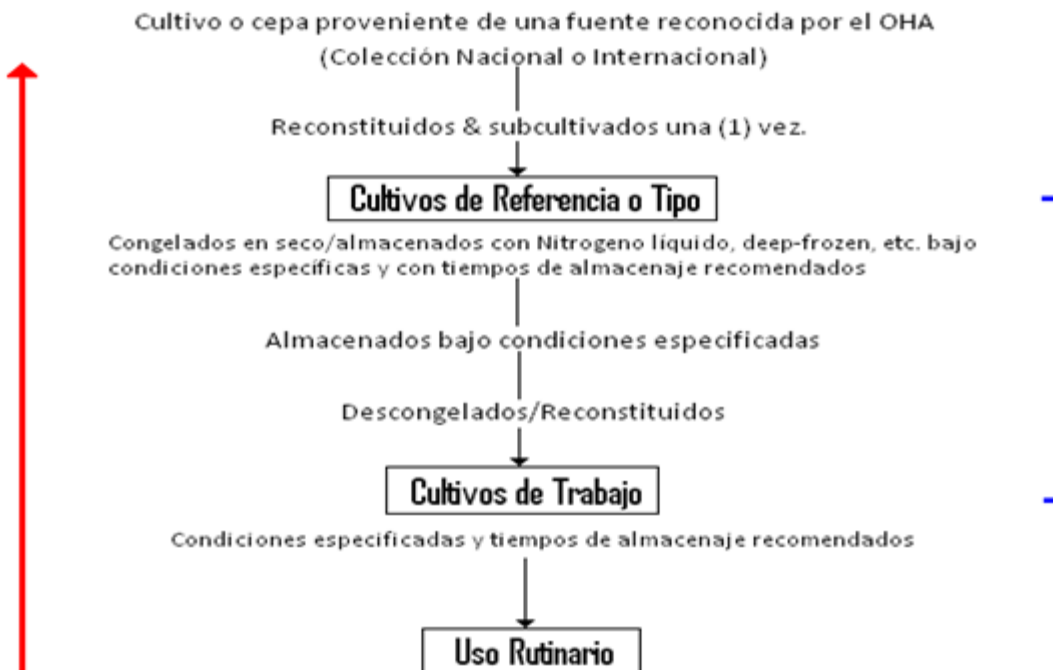 Cultivo o cepa proveniente de una fuente reconocida por el OHA
(Colección Nacional o Internacional)
Reconstituidos & subcultivados una (1) vez.
Cultivos de Referencia o Tipo
Congelados en seco/almacenados con Nitrogeno líquido, deep-frozen, etc. bajo
condiciones específicas y con tiempos de almacenaje recomendados
Almacenados bajo condiciones especificadas
Descongelados/Reconstituidos
Cultivos de Trabajo
Condiciones especificadas y tiempos de almacenaje recomendados
Uso Rutinario